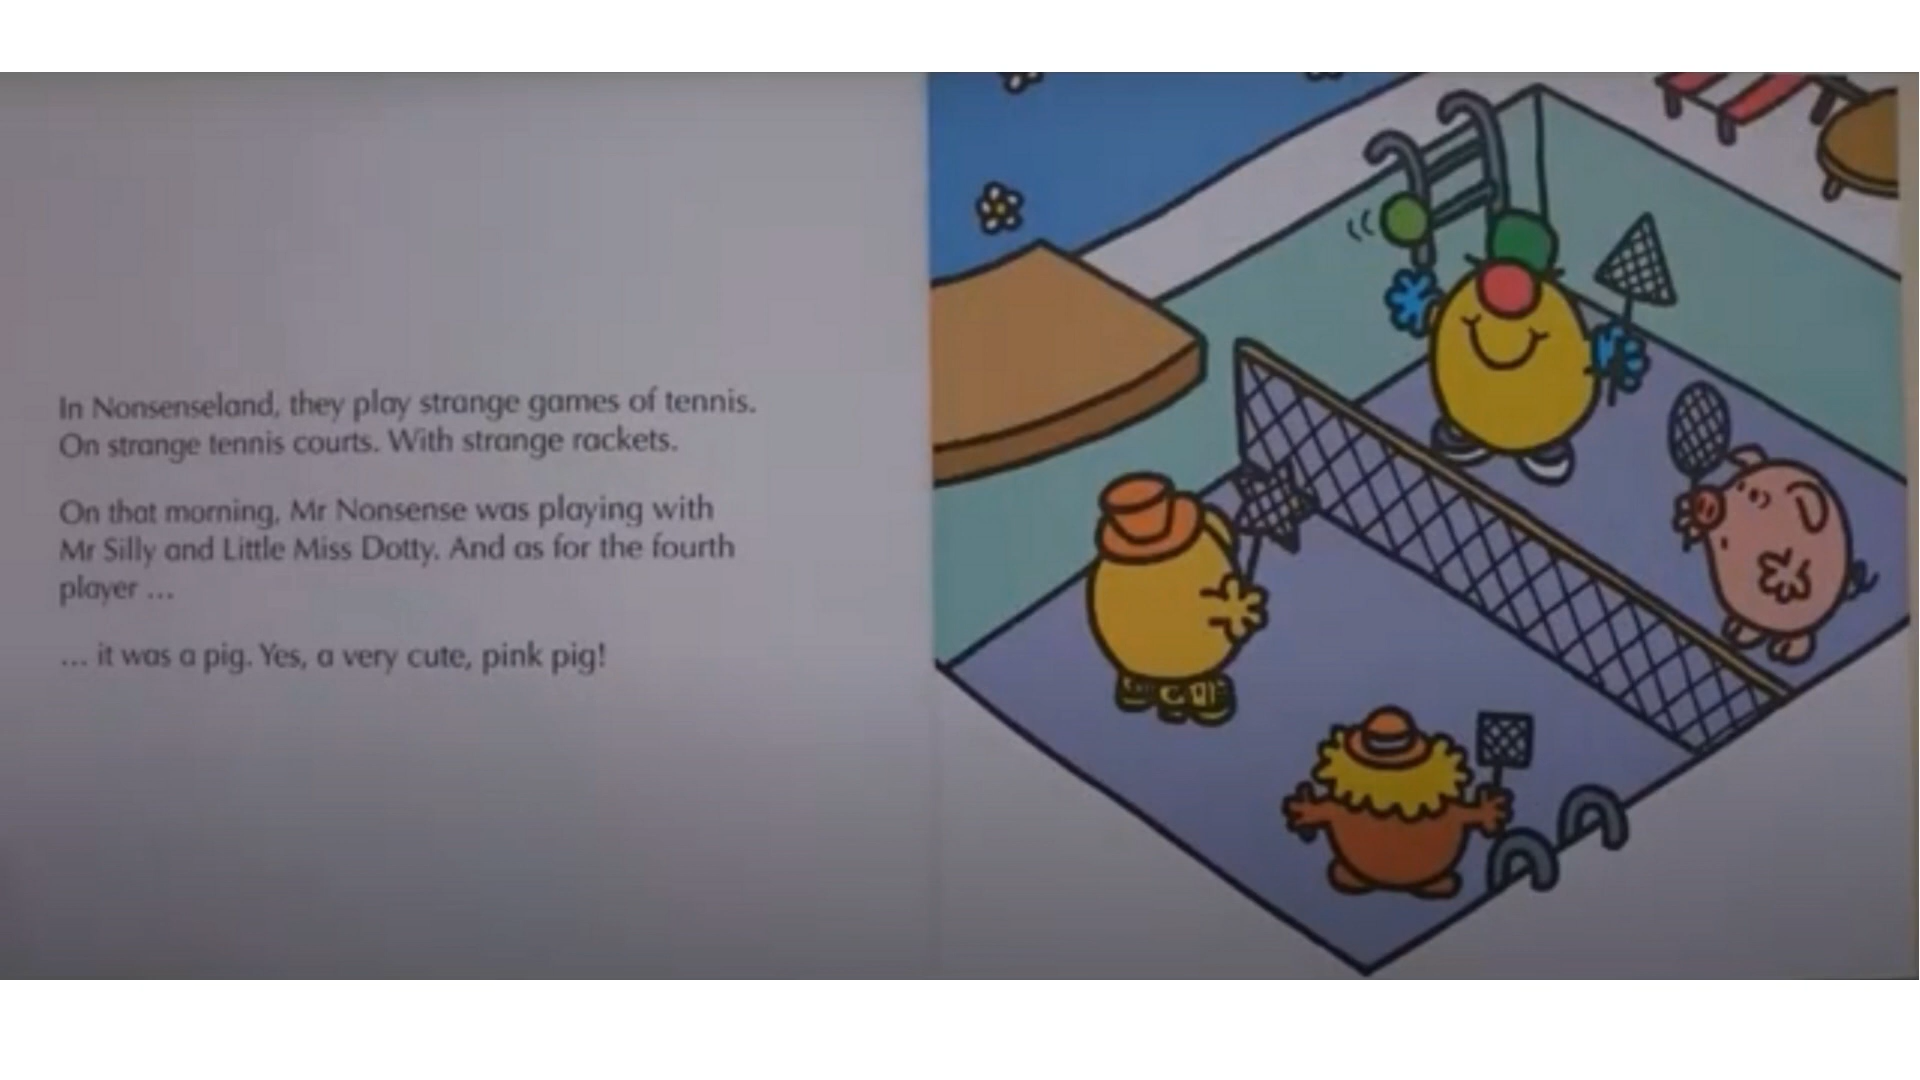 In Nonsenseland, they play strange games of tennis.
On strange tennis courts. With strange rackets.
On that morning, Mr Nonsense was playing with
Mr Silly and Little Miss Dotty. And as for the fourth
player ...
... it was a pig. Yes, a very cute, pink pig!